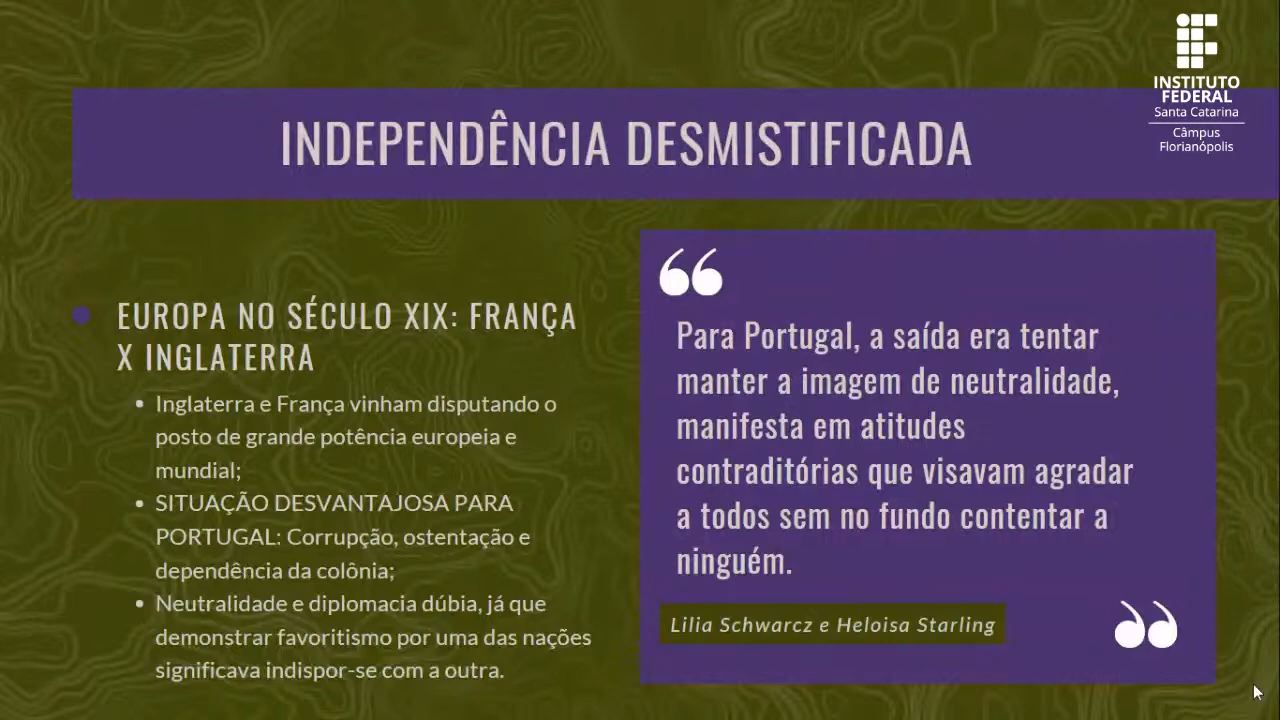 INSTITUTO
FEDERAL
Santa Catarina
Câmpus
Florianópolis
INDEPENDÊNCIA DESMISTIFICADA
EUROPA NO SÉCULO XIX: FRANÇA
X INGLATERRA
• Inglaterra e França vinham disputando o
posto de grande potência europeia e
mundial;
• SITUAÇÃO DESVANTAJOSA PARA
PORTUGAL: Corrupção, ostentação e
dependência da colônia;
• Neutralidade e diplomacia dúbia, já que
demonstrar favoritismo por uma das nações
significava indispor-se com a outra.
“
Para Portugal, a saída era tentar
manter a imagem de neutralidade,
manifesta em atitudes
contraditórias que visavam agradar
a todos sem no fundo contentar a
ninguém.
Lilia Schwarcz e Heloisa Starling
”